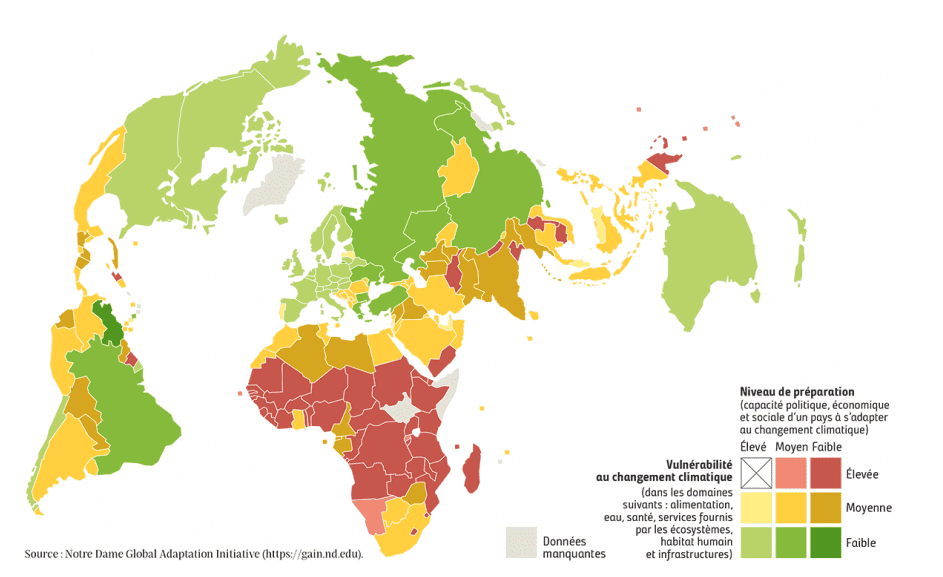 Niveau de préparation
(capacité politique, économique
et sociale d'un pays à s'adapter
au changement climatique)
Élevé Moyen Faible
Vulnérabilité
au changement climatique
(dans les domaines
suivants : alimentation,
eau, santé, services fournis
par les écosystèmes,
habitat humain
et infrastructures)
Élevée
Moyenne
Faible
Données
manquantes
Source : Notre Dame Global Adaptation Initiative (https://gain.nd.edu).